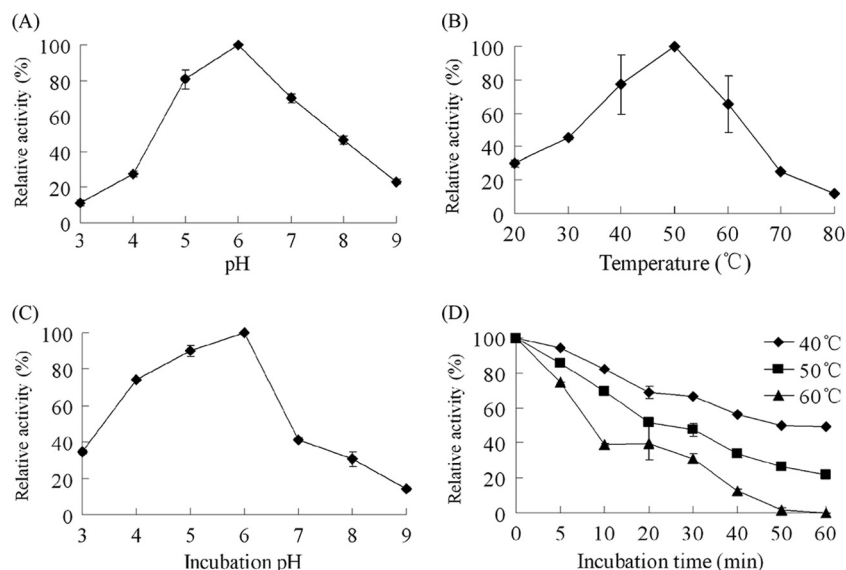 (A)
Relative activity (%)
100
80
60
40
20
0
3 4 5 6 7 8 9
pH
(B)
Relative activity (%)
100
80
60
40
20
0
20 30 40 50 60 70 80
Temperature (℃)
(C)
Relative activity (%)
100
80
60
40
20
0
3 4 5 6 7 8 9
Incubation pH
(D)
Relative activity (%)
100
80
60
40
20
0
0 5 10 20 30 40 50 60
Incubation time (min)
40℃
50℃
60℃